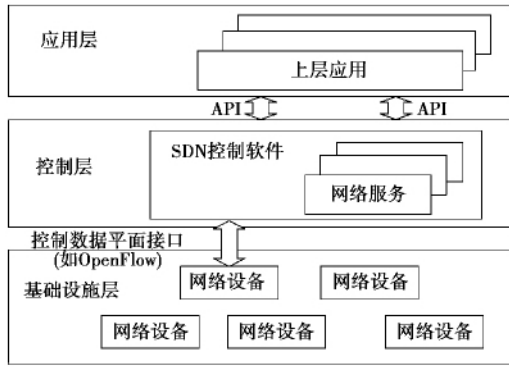 应用层
上层应用
API
API
控制层
SDN控制软件
网络服务
控制数据平面接口
(如OpenFlow)
基础设施层
网络设备
网络设备
网络设备
网络设备
网络设备